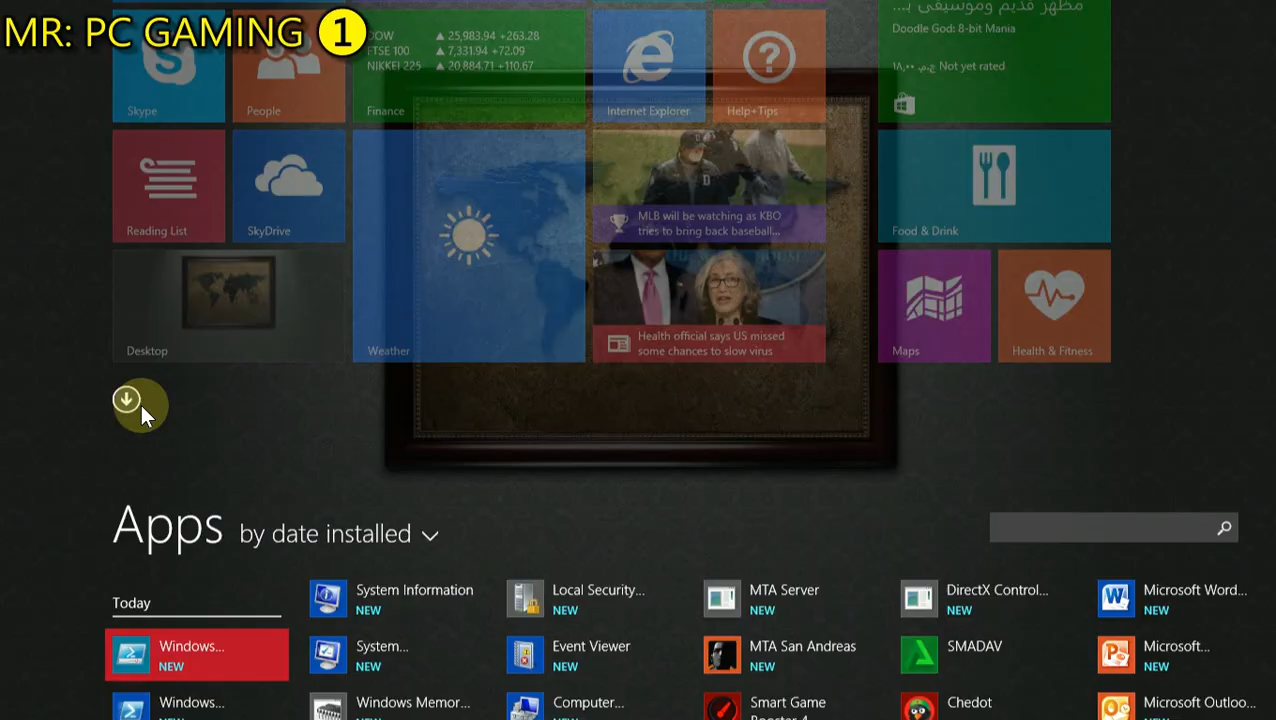 MR: PC GAMING 1
مظهر قديم وموسيقى بـ...
Doodle God: 8-bit Mania
١٨,٠٠ ج.م Not yet rated
DOW ▲ 25,983.94 +263.28
FTSE 100 ▲ 7,331.94 +72.09
NIKKEI 225 ▲ 20,884.71 +110.67
Skype
People
Finance
Internet Explorer
Help+Tips
MLB will be watching as KBO
tries to bring back baseball...
Reading List
SkyDrive
Food & Drink
Health official says US missed
some chances to slow virus
Desktop
Weather
Maps
Health & Fitness
Apps by date installed
Today
Windows...
NEW
Windows...
System Information
NEW
System...
NEW
Windows Memor...
Local Security...
NEW
Event Viewer
NEW
Computer...
MTA Server
NEW
MTA San Andreas
NEW
Smart Game
Booster 4
DirectX Control...
NEW
SMADAV
Chedot
Microsoft Word...
NEW
Microsoft...
NEW
Microsoft Outloo...